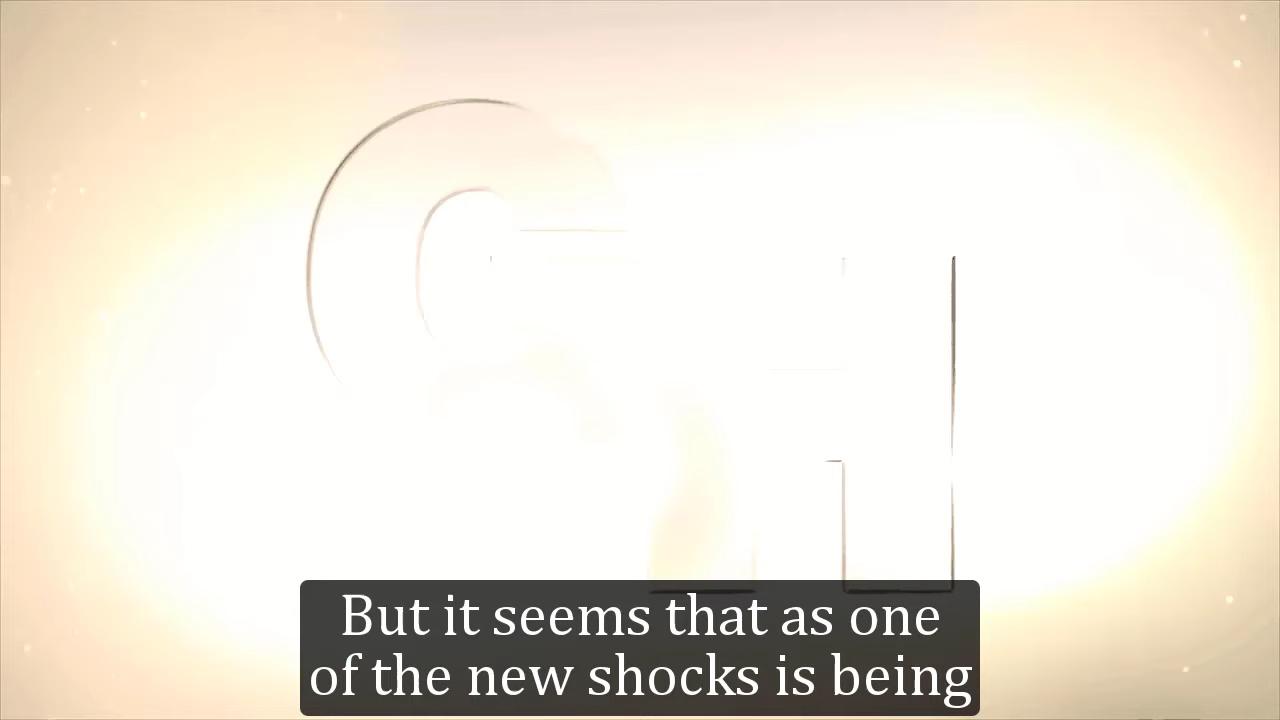 But it seems that as one
of the new shocks is being